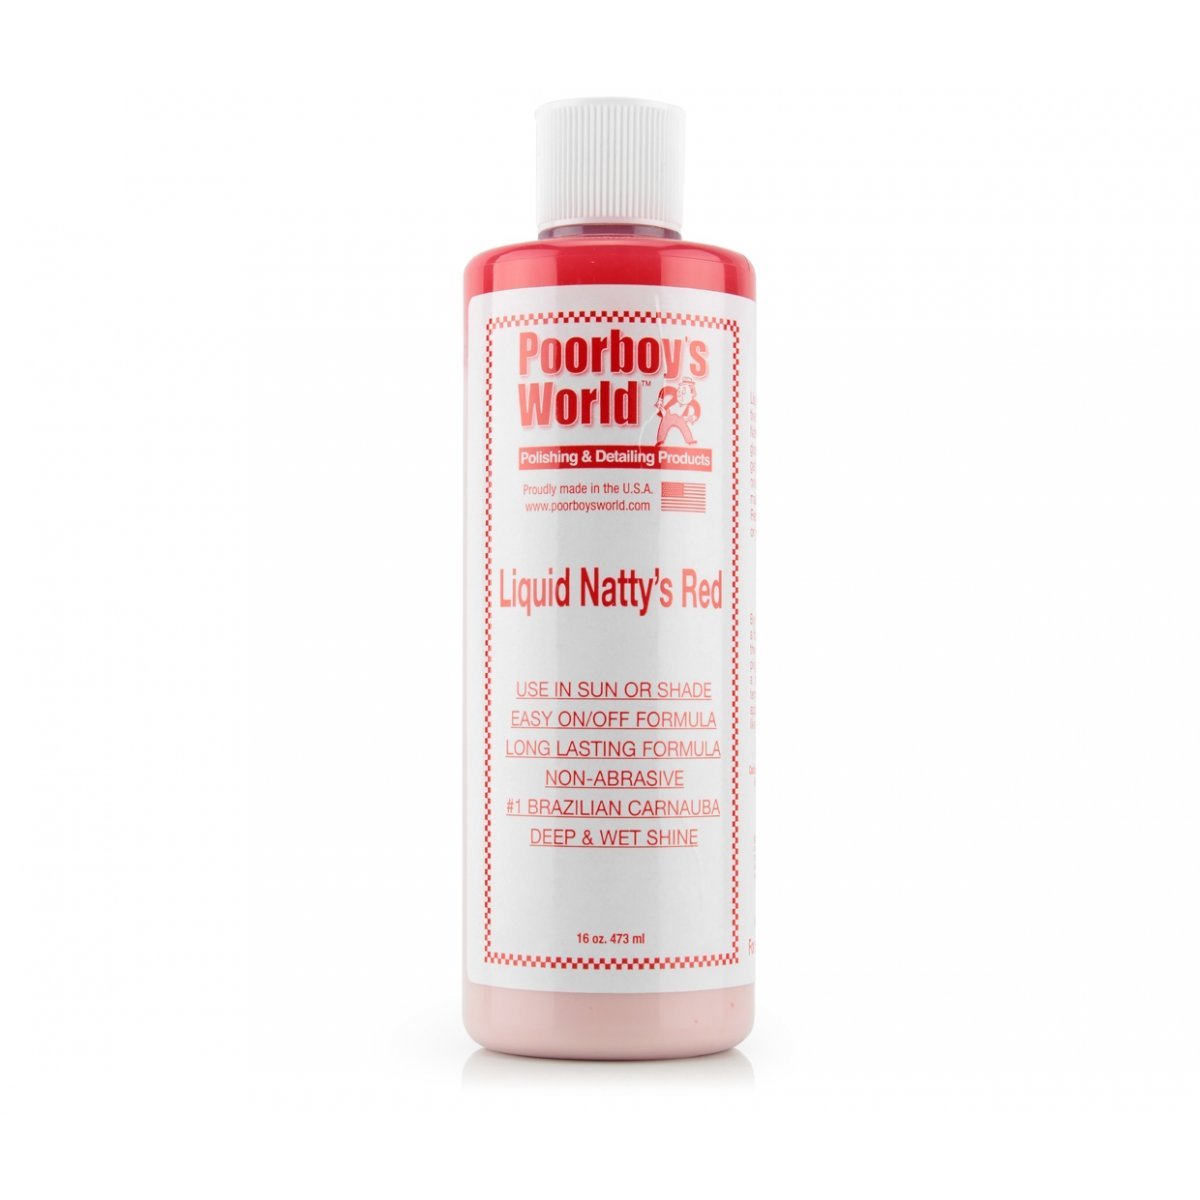 Poorboy's
World™
Polishing & Detailing Products
Proudly made in the U.S.A.
www.poorboysworld.com
Liquid Natty's Red
USE IN SUN OR SHADE
EASY ON/OFF FORMULA
LONG LASTING FORMULA
NON-ABRASIVE
#1 BRAZILIAN CARNAUBA
DEEP & WET SHINE
16 oz. 473 ml